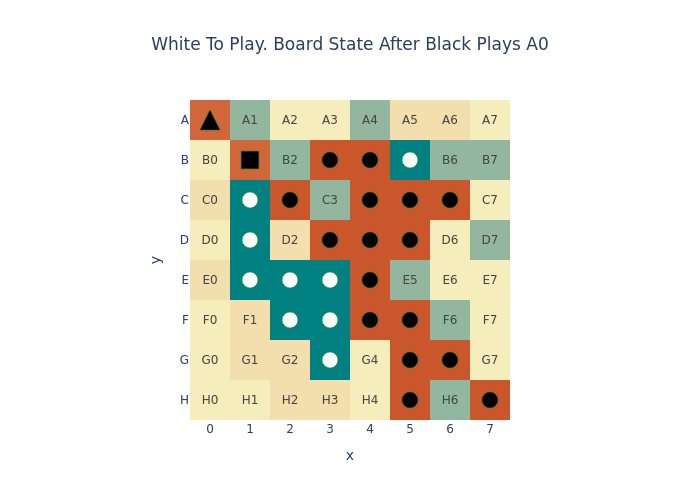 White To Play. Board State After Black Plays A0
A A1 A2 A3 A4 A5 A6 A7
B B0 B2 B6 B7
C C0 C3 C7
D D0 D2 D6 D7
E E0 E5 E6 E7
F F0 F1 F6 F7
G G0 G1 G2 G4 G7
H H0 H1 H2 H3 H4 H6
0 1 2 3 4 5 6 7
x
y